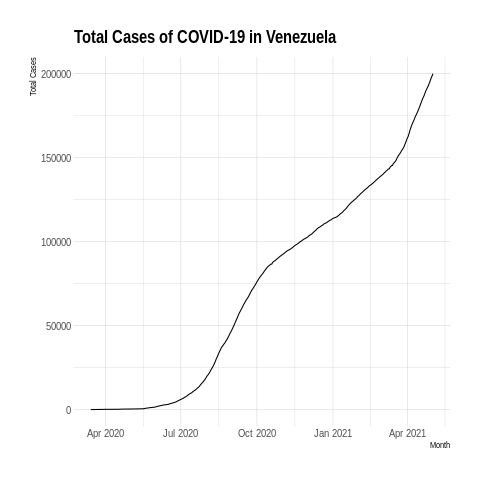 Total Cases of COVID-19 in Venezuela
Total Cases
200000
150000
100000
50000
0
Apr 2020 Jul 2020 Oct 2020 Jan 2021 Apr 2021
Month